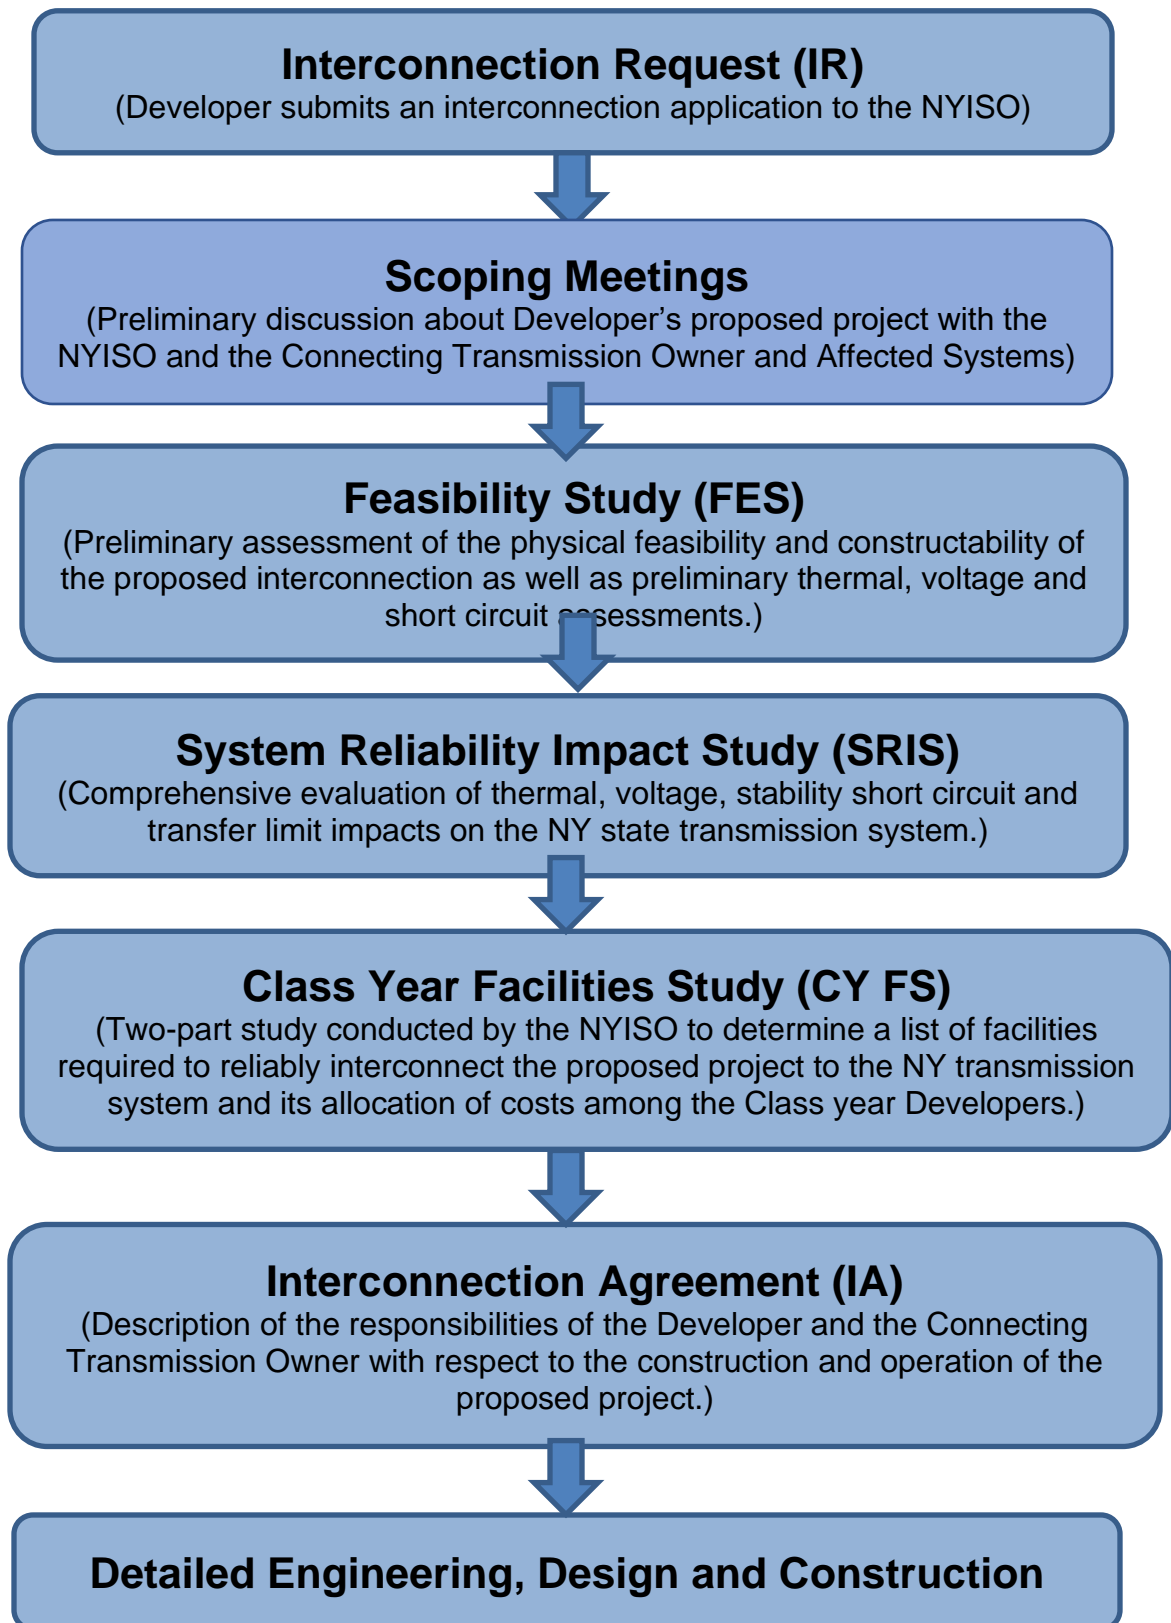 Interconnection Request (IR)
(Developer submits an interconnection application to the NYISO)
Scoping Meetings
(Preliminary discussion about Developer’s proposed project with the
NYISO and the Connecting Transmission Owner and Affected Systems)
Feasibility Study (FES)
(Preliminary assessment of the physical feasibility and constructability of
the proposed interconnection as well as preliminary thermal, voltage and
short circuit assessments.)
System Reliability Impact Study (SRIS)
(Comprehensive evaluation of thermal, voltage, stability short circuit and
transfer limit impacts on the NY state transmission system.)
Class Year Facilities Study (CY FS)
(Two-part study conducted by the NYISO to determine a list of facilities
required to reliably interconnect the proposed project to the NY transmission
system and its allocation of costs among the Class year Developers.)
Interconnection Agreement (IA)
(Description of the responsibilities of the Developer and the Connecting
Transmission Owner with respect to the construction and operation of the
proposed project.)
Detailed Engineering, Design and Construction